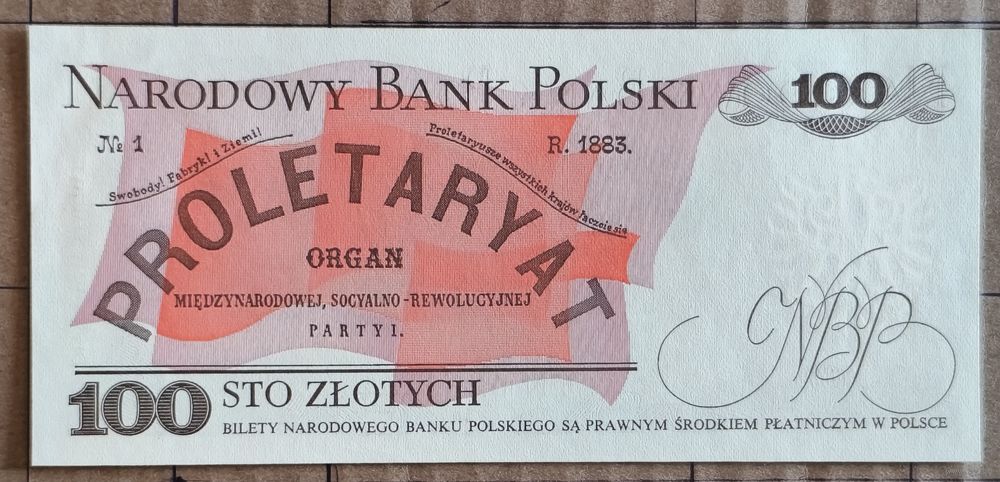 NARODOWY BANK POLSKI
100
№ 1
R. 1883.
Swobody! Fabryk! i Ziemi!
Proletaryusze wszystkich krajów łączcie się
PROLETARYAT
ORGAN
MIĘDZYNARODOWEJ, SOCYALNO-REWOLUCYJNEJ
PARTYI.
NBP
100
STO ZŁOTYCH
BILETY NARODOWEGO BANKU POLSKIEGO SĄ PRAWNYM ŚRODKIEM PŁATNICZYM W POLSCE